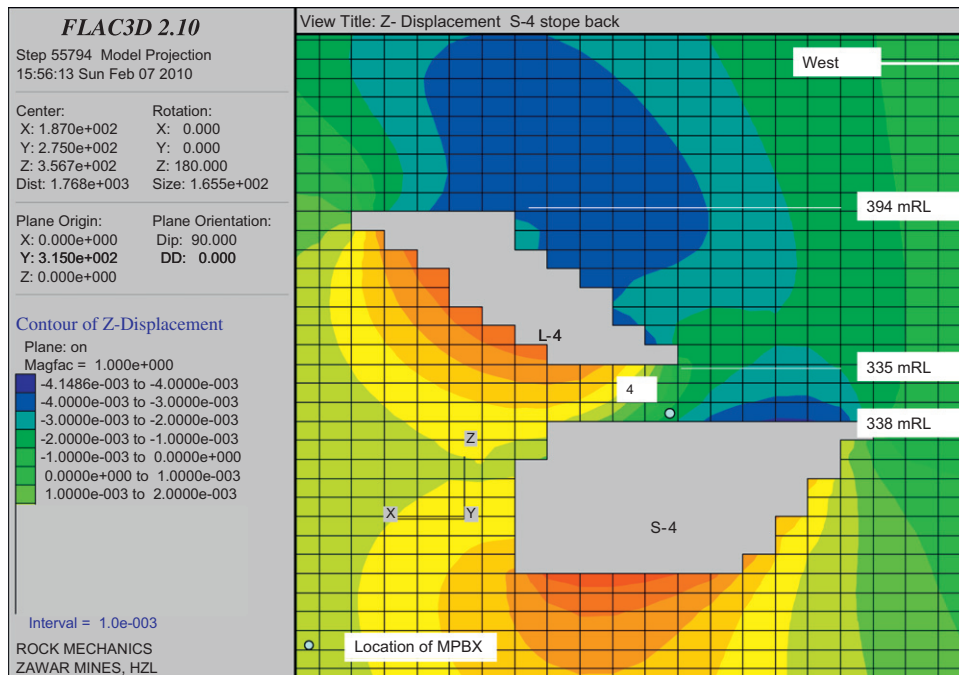 FLAC3D 2.10
Step 55794 Model Projection
15:56:13 Sun Feb 07 2010
Center:
X: 1.870e+002
Y: 2.750e+002
Z: 3.567e+002
Dist: 1.768e+003
Rotation:
X: 0.000
Y: 0.000
Z: 180.000
Size: 1.655e+002
Plane Origin:
X: 0.000e+000
Y: 3.150e+002
Z: 0.000e+000
Plane Orientation:
Dip: 90.000
DD: 0.000
Contour of Z-Displacement
Plane: on
Magfac = 1.000e+000
-4.1486e-003 to -4.0000e-003
-4.0000e-003 to -3.0000e-003
-3.0000e-003 to -2.0000e-003
-2.0000e-003 to -1.0000e-003
-1.0000e-003 to 0.0000e+000
0.0000e+000 to 1.0000e-003
1.0000e-003 to 2.0000e-003
Interval = 1.0e-003
ROCK MECHANICS
ZAWAR MINES, HZL
View Title: Z- Displacement S-4 stope back
West
394 mRL
L-4
335 mRL
4
338 mRL
Z
X
Y
S-4
Location of MPBX